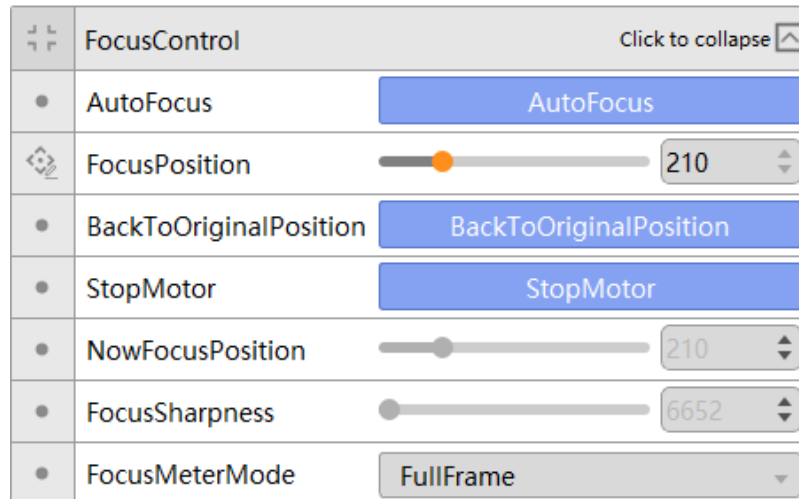 FocusControl Click to collapse
AutoFocus AutoFocus
FocusPosition 210
BackToOriginalPosition BackToOriginalPosition
StopMotor StopMotor
NowFocusPosition 210
FocusSharpness 6652
FocusMeterMode FullFrame